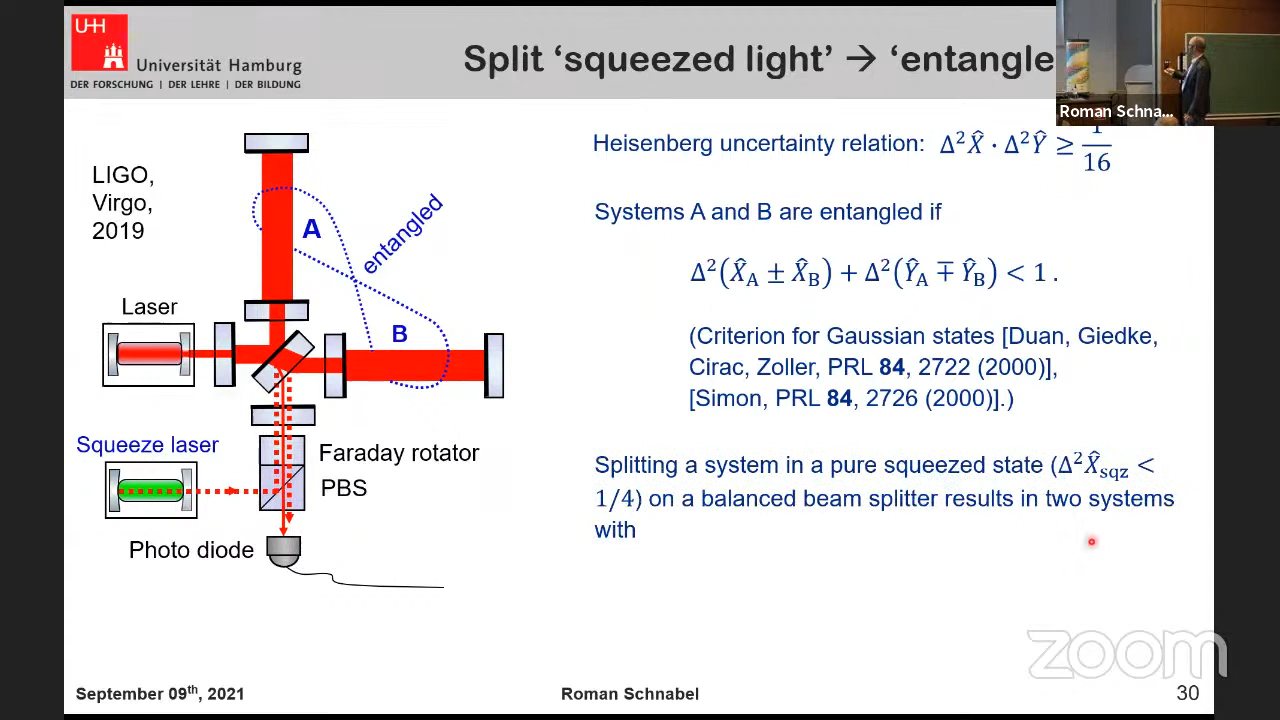 UHH
Universität Hamburg
DER FORSCHUNG | DER LEHRE | DER BILDUNG
Split ‘squeezed light’ → ‘entangle
Roman Schna...
LIGO,
Virgo,
2019
A
entangled
B
Laser
Squeeze laser
Faraday rotator
PBS
Photo diode
Heisenberg uncertainty relation: Δ²X̂ · Δ²Ŷ ≥ 1/16
Systems A and B are entangled if
Δ²(X̂_A ± X̂_B) + Δ²(Ŷ_A ∓ Ŷ_B) < 1 .
(Criterion for Gaussian states [Duan, Giedke,
Cirac, Zoller, PRL 84, 2722 (2000)],
[Simon, PRL 84, 2726 (2000)].)
Splitting a system in a pure squeezed state (Δ²X̂_sqz <
1/4) on a balanced beam splitter results in two systems
with
zoom
September 09th, 2021
Roman Schnabel
30